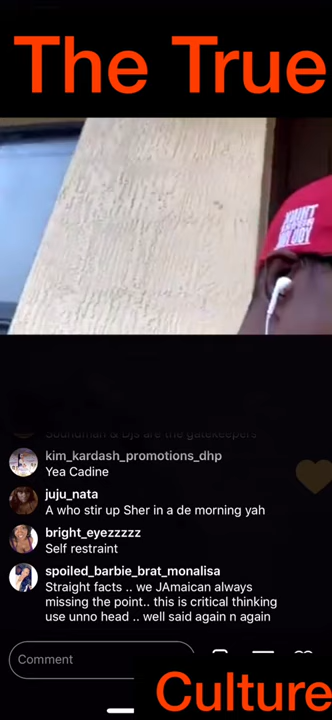 The True
MOUNT
Soundman & Djs are the gatekeepers
kim_kardash_promotions_dhp
Yea Cadine
juju_nata
A who stir up Sher in a de morning yah
bright_eyezzzzz
Self restraint
spoiled_barbie_brat_monalisa
Straight facts .. we JAmaican always
missing the point.. this is critical thinking
use unno head .. well said again n again
Comment
Culture